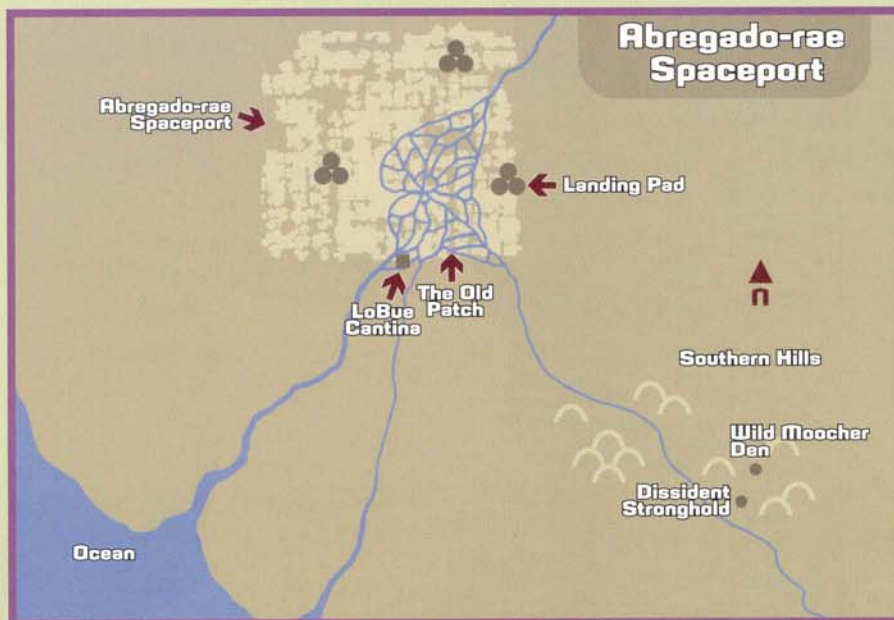 Abregado-rae
Spaceport
Abregado-rae
Spaceport
Landing Pad
LoBue
Cantina
The Old
Patch
n
Southern Hills
Wild Moocher
Den
Dissident
Stronghold
Ocean